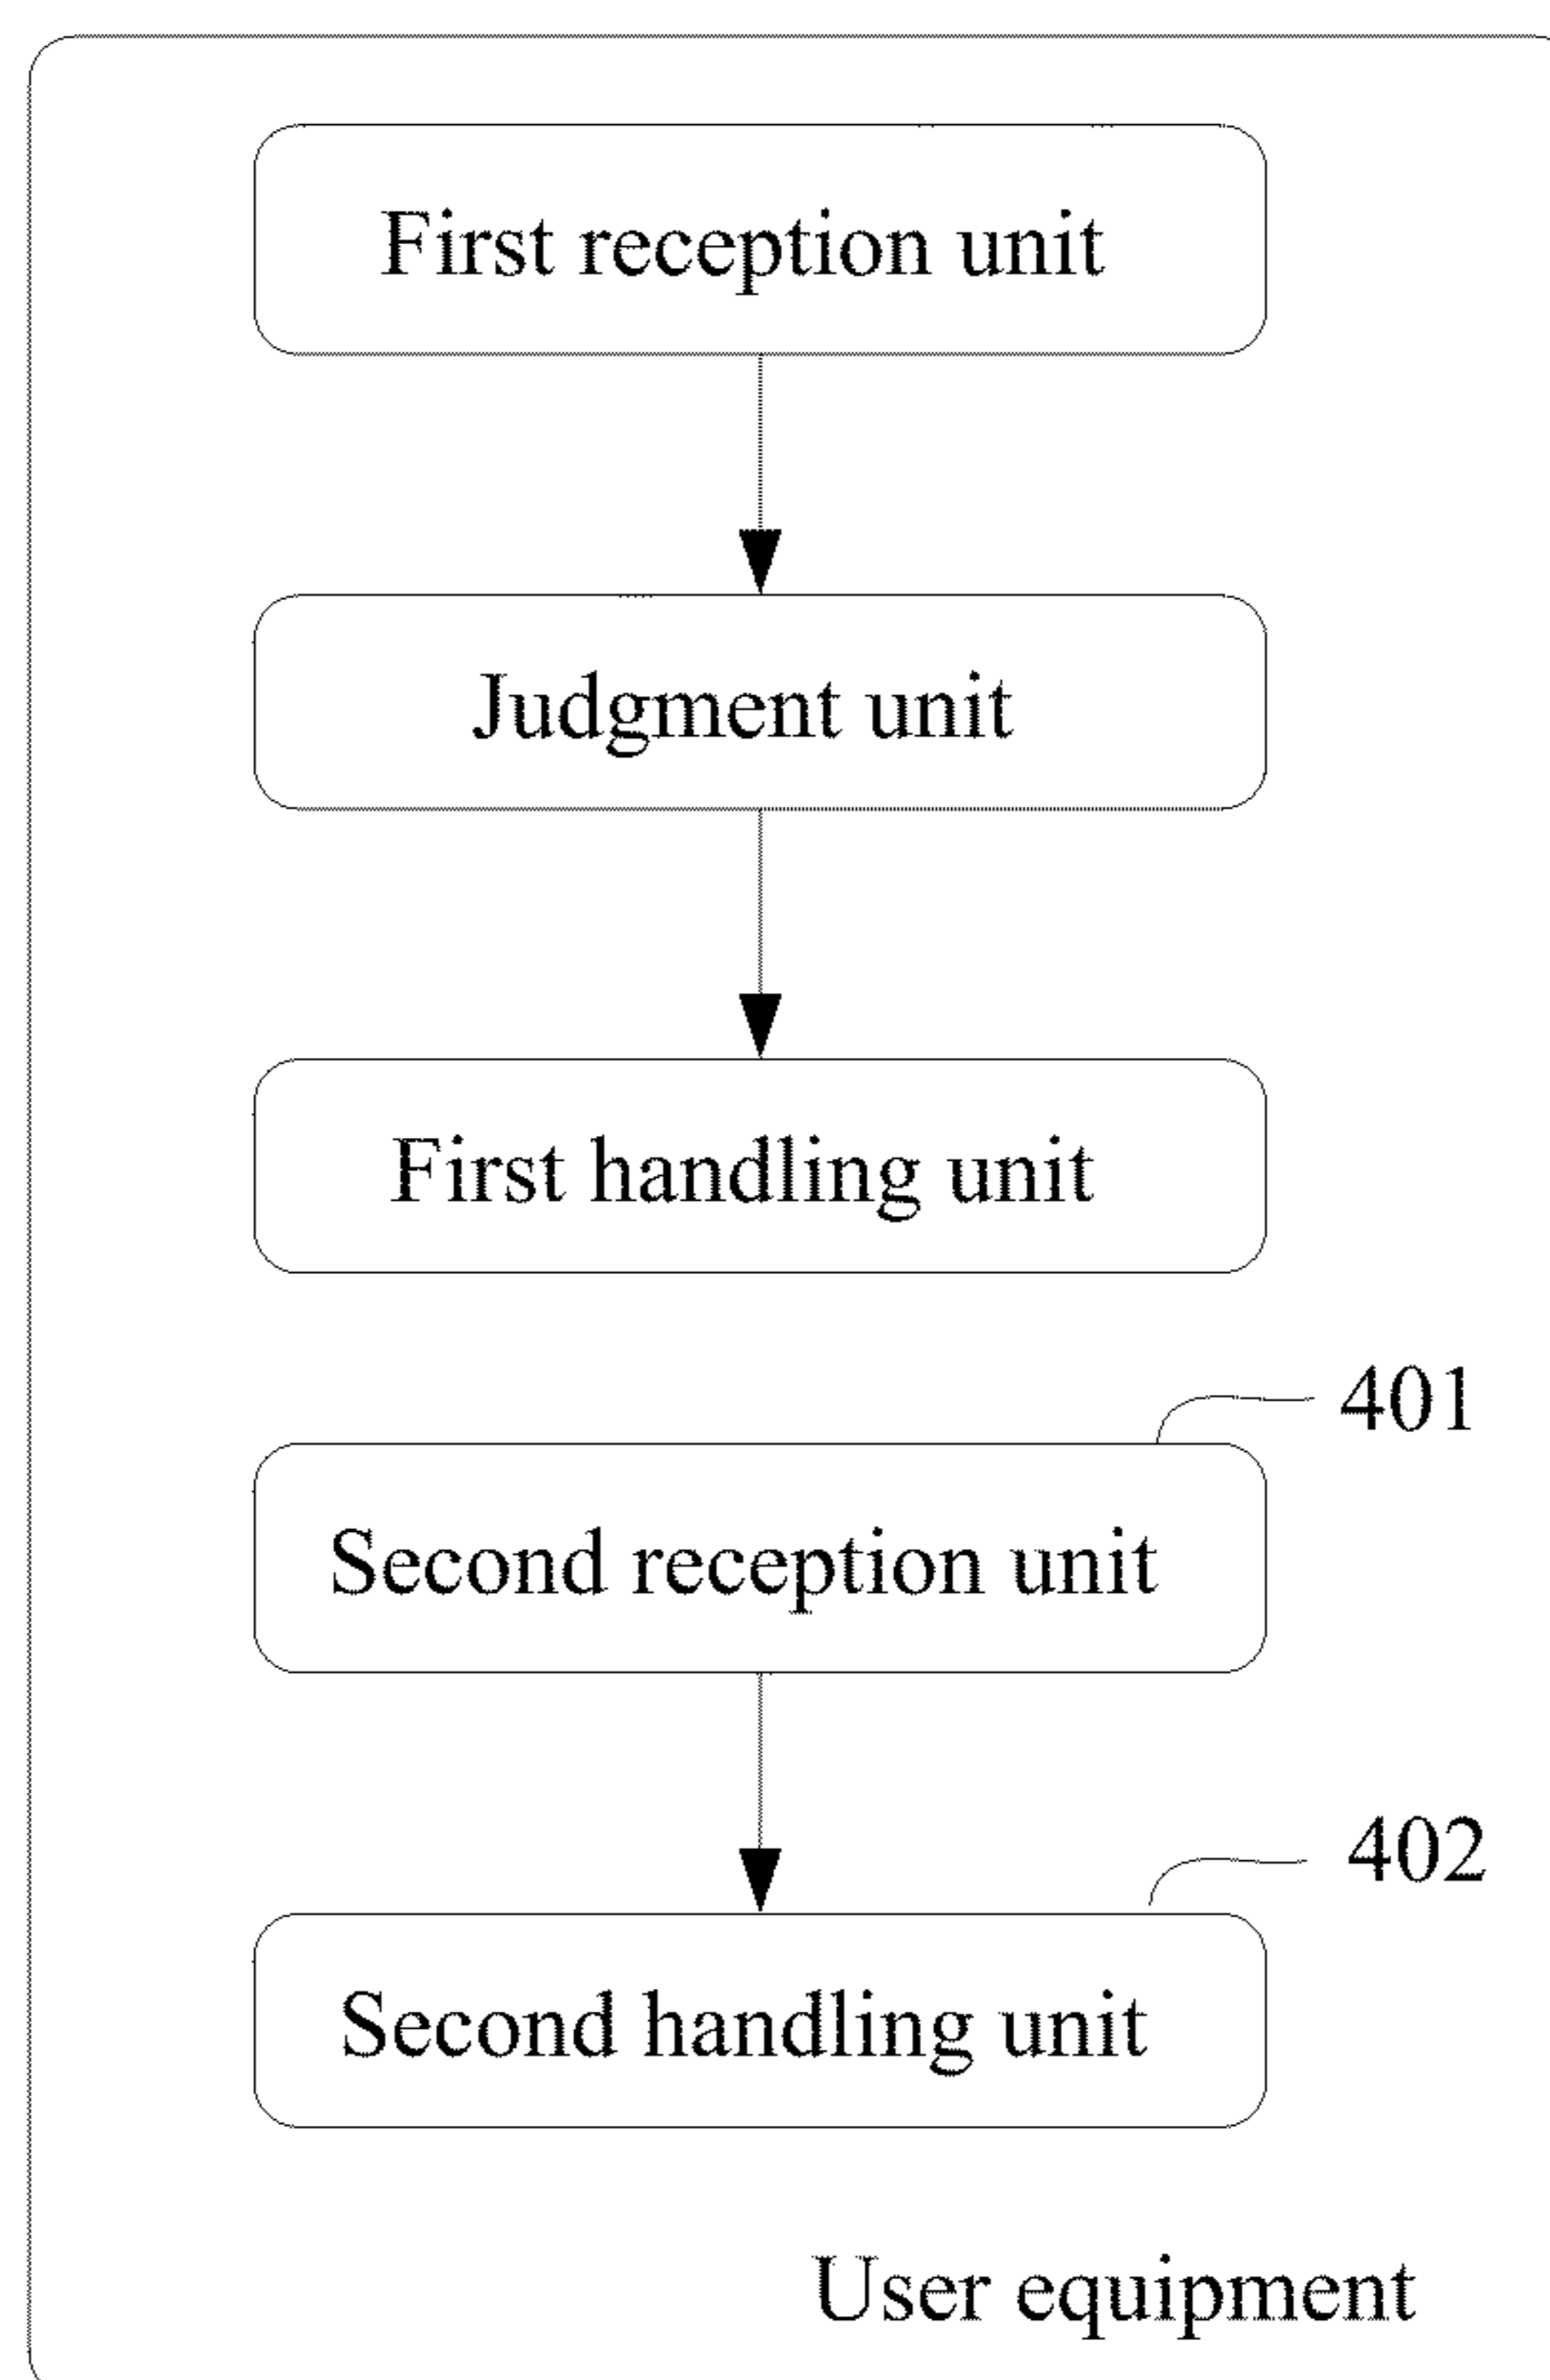 First reception unit
Judgment unit
First handling unit
401
Second reception unit
402
Second handling unit
User equipment